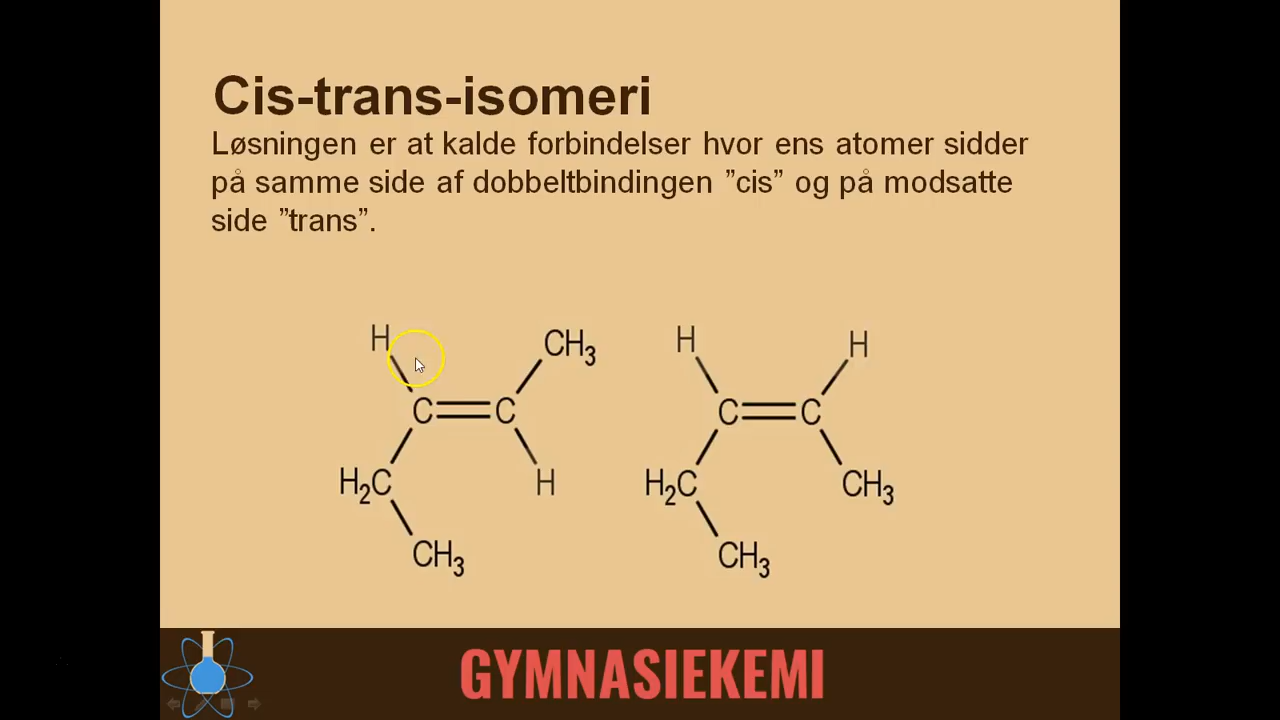 Cis-trans-isomeri
Løsningen er at kalde forbindelser hvor ens atomer sidder
på samme side af dobbeltbindingen ”cis” og på modsatte
side ”trans”.
H CH₃ H H
C C C C
H₂C H H₂C CH₃
CH₃ CH₃
GYMNASIEKEMI